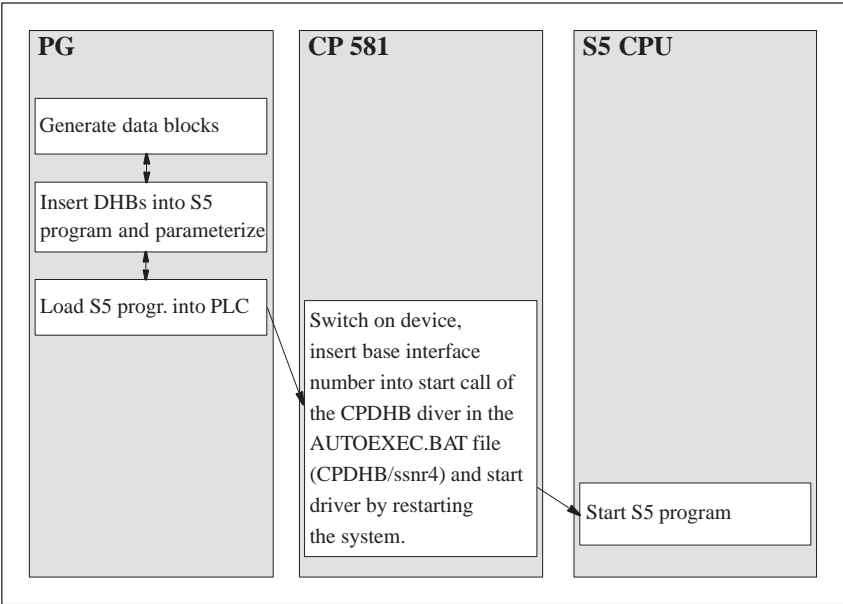 PG
Generate data blocks
Insert DHBs into S5
program and parameterize
Load S5 progr. into PLC
CP 581
Switch on device,
insert base interface
number into start call of
the CPDHB diver in the
AUTOEXEC.BAT file
(CPDHB/ssnr4) and start
driver by restarting
the system.
S5 CPU
Start S5 program